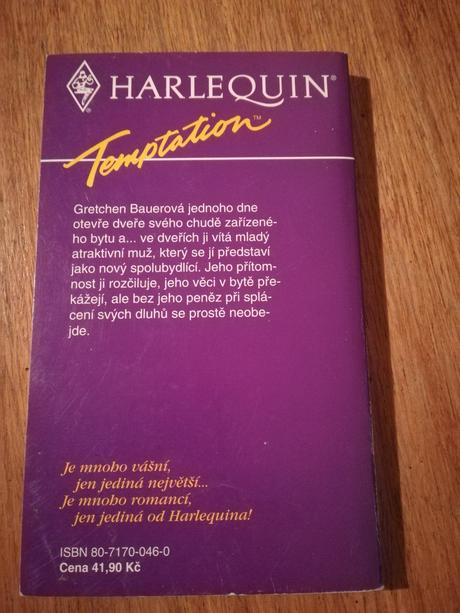 HARLEQUIN®
Temptation™
Gretchen Bauerová jednoho dne
otevře dveře svého chudě zařízené-
ho bytu a... ve dveřích ji vítá mladý
atraktivní muž, který se jí představí
jako nový spolubydlící. Jeho přítom-
nost ji rozčiluje, jeho věci v bytě pře-
kážejí, ale bez jeho peněz při splá-
cení svých dluhů se prostě neobe-
jde.
Je mnoho vášní,
jen jediná největší...
Je mnoho romancí,
jen jediná od Harlequina!
ISBN 80-7170-046-0
Cena 41,90 Kč